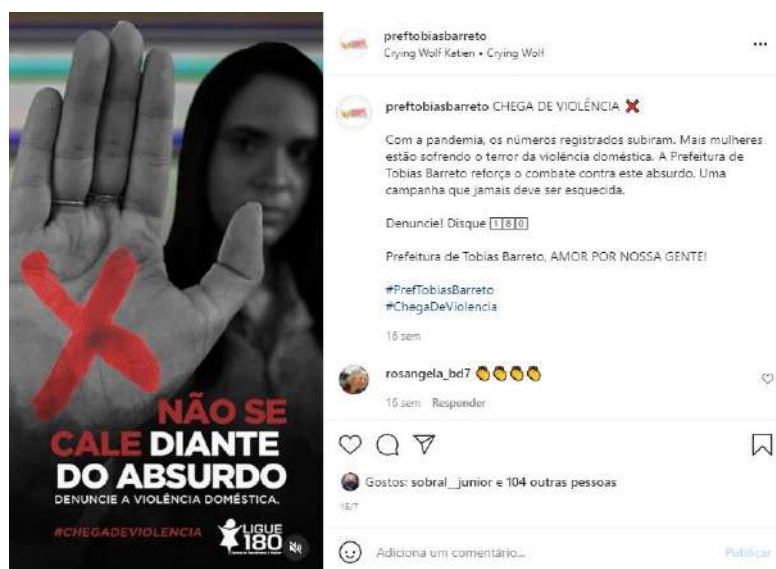 NÃO SE
CALE DIANTE
DO ABSURDO
DENUNCIE A VIOLÊNCIA DOMÉSTICA.
#CHEGADEVIOLENCIA
LIGUE
180
preftobiasbarreto
Crying Wolf Katien • Crying Wolf
preftobiasbarreto CHEGA DE VIOLÊNCIA ❌
Com a pandemia, os números registrados subiram. Mais mulheres
estão sofrendo o terror da violência doméstica. A Prefeitura de
Tobias Barreto reforça o combate contra este absurdo. Uma
campanha que jamais deve ser esquecida.
Denuncie! Disque 180
Prefeitura de Tobias Barreto, AMOR POR NOSSA GENTE!
#PrefTobiasBarreto
#ChegaDeViolencia
16 sem
rosangela_bd7 👏👏👏👏
16 sem Responder
Gostos: sobral__junior e 104 outras pessoas
15/7
Adiciona um comentário...
Publicar